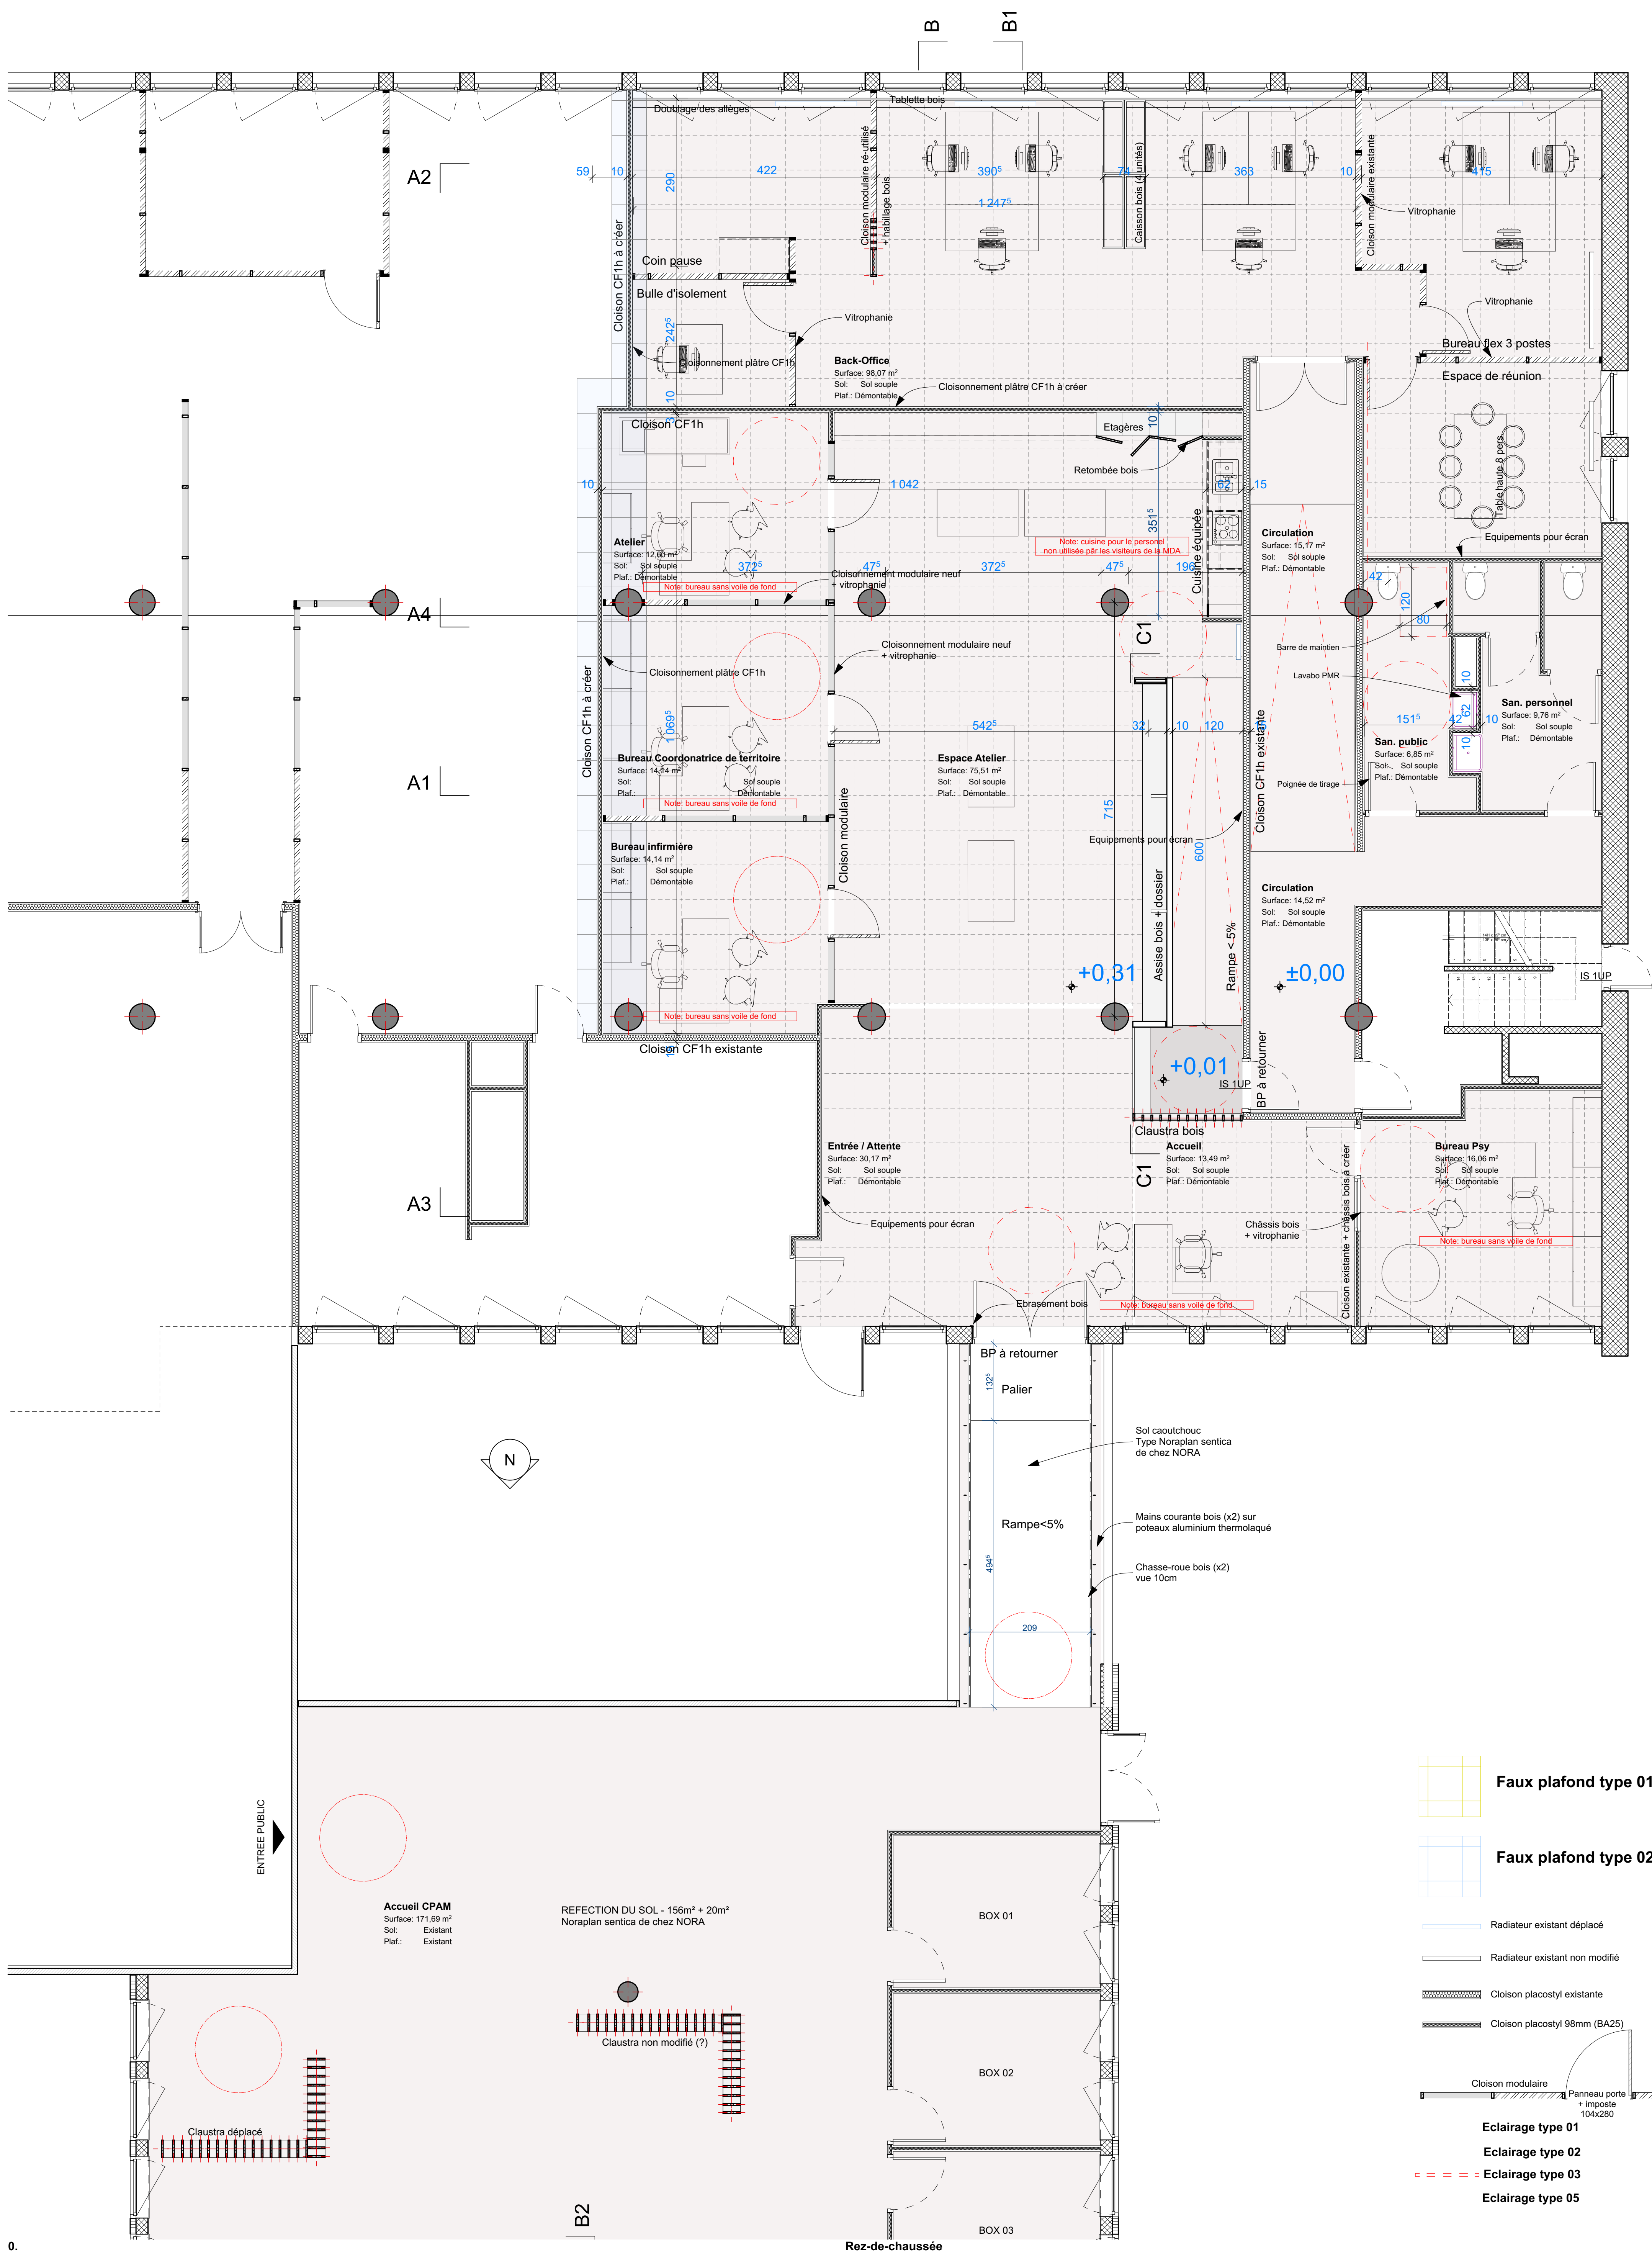 B
B1
Doublage des allèges
Tablette bois
A2
59
10
422
390⁵
74
363
10
415
290
1 247⁵
Cloison modulaire ré-utilisé
+ habillage bois
Caisson bois (4 unités)
Cloison modulaire existante
Vitrophanie
Cloison CF1h à créer
Coin pause
Bulle d'isolement
242⁵
Vitrophanie
Vitrophanie
Cloisonnement plâtre CF1h
Back-Office
Surface: 98,07 m²
Sol: Sol souple
Plaf.: Démontable
Bureau flex 3 postes
Espace de réunion
10
Cloisonnement plâtre CF1h à créer
Cloison CF1h
10
Etagères
Retombée bois
Table haute 8 pers.
10
1 042
62
15
351⁵
Cuisine équipée
Atelier
Surface: 12,60 m²
Sol: Sol souple
Plaf.: Démontable
Note: bureau sans voile de fond
Note: cuisine pour le personel
non utilisée par les visiteurs de la MDA
Circulation
Surface: 15,17 m²
Sol: Sol souple
Plaf.: Démontable
Equipements pour écran
372⁵
47⁵
372⁵
47⁵
196
Cloisonnement modulaire neuf
+ vitrophanie
42
120
80
A4
C1
Barre de maintien
Cloisonnement modulaire neuf
+ vitrophanie
Cloisonnement plâtre CF1h
Lavabo PMR
Cloison CF1h à créer
10
62
10
San. personnel
Surface: 9,76 m²
Sol: Sol souple
Plaf.: Démontable
1 069⁵
542⁵
32
10
120
151⁵
42
10
San. public
Surface: 6,85 m²
Sol: Sol souple
Plaf.: Démontable
Bureau Coordonatrice de territoire
Surface: 14,14 m²
Sol: Sol souple
Plaf.: Démontable
Note: bureau sans voile de fond
Espace Atelier
Surface: 75,51 m²
Sol: Sol souple
Plaf.: Démontable
A1
Poignée de tirage
Cloison CF1h existante
715
Equipements pour écran
600
Cloison modulaire
Bureau infirmière
Surface: 14,14 m²
Sol: Sol souple
Plaf.: Démontable
Circulation
Surface: 14,52 m²
Sol: Sol souple
Plaf.: Démontable
Assise bois + dossier
Rampe < 5%
+0,31
±0,00
IS 1UP
Note: bureau sans voile de fond
Cloison CF1h existante
+0,01
IS 1UP
BP à retourner
Claustra bois
C1
Entrée / Attente
Surface: 30,17 m²
Sol: Sol souple
Plaf.: Démontable
Accueil
Surface: 13,49 m²
Sol: Sol souple
Plaf.: Démontable
Bureau Psy
Surface: 16,06 m²
Sol: Sol souple
Plaf.: Démontable
A3
Equipements pour écran
Châssis bois
+ vitrophanie
Cloison existante + châssis bois à créer
Note: bureau sans voile de fond
Ebrasement bois
Note: bureau sans voile de fond
BP à retourner
132⁵
Palier
Sol caoutchouc
Type Noraplan sentica
de chez NORA
N
Rampe<5%
Mains courante bois (x2) sur
poteaux aluminium thermolaqué
494⁵
Chasse-roue bois (x2)
vue 10cm
209
ENTREE PUBLIC
Faux plafond type 01
Faux plafond type 02
Accueil CPAM
Surface: 171,69 m²
Sol: Existant
Plaf.: Existant
REFECTION DU SOL - 156m² + 20m²
Noraplan sentica de chez NORA
BOX 01
Radiateur existant déplacé
Radiateur existant non modifié
Cloison placostyl existante
Cloison placostyl 98mm (BA25)
Claustra non modifié (?)
BOX 02
Cloison modulaire
Panneau porte
+ imposte
104x280
Claustra déplacé
Eclairage type 01
Eclairage type 02
Eclairage type 03
Eclairage type 05
B2
BOX 03
0.
Rez-de-chaussée